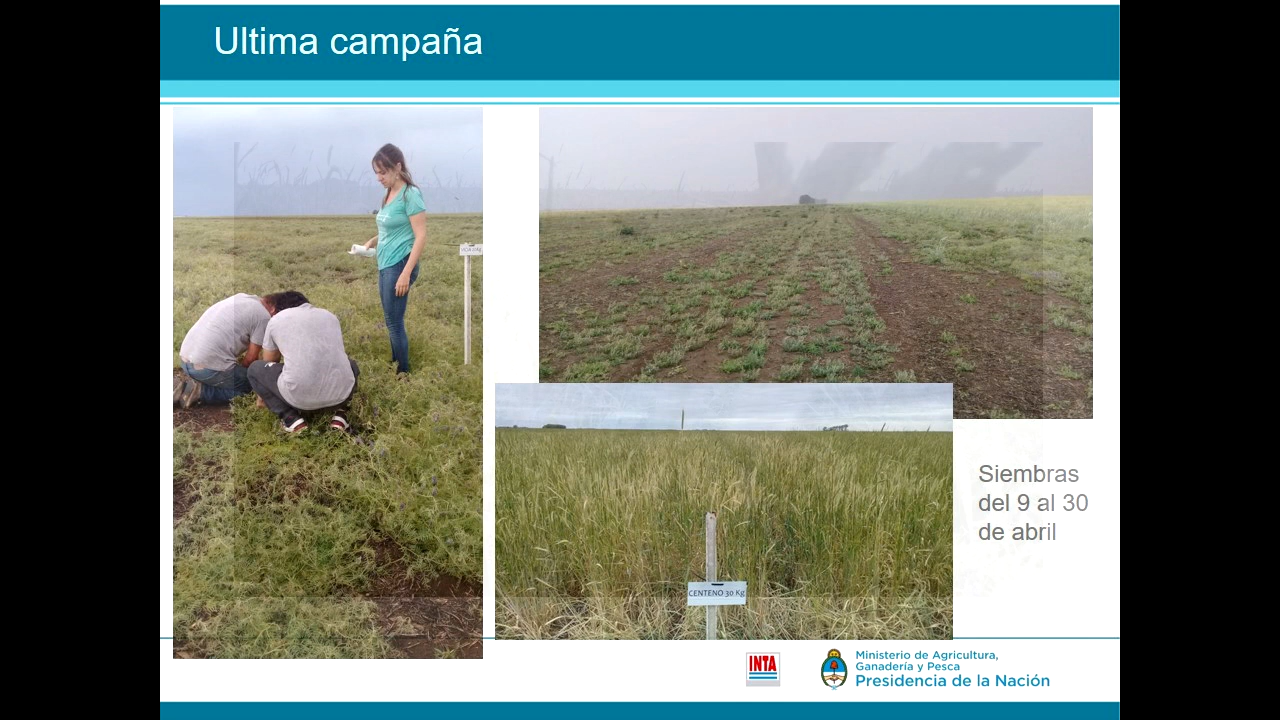 Ultima campaña
CENTENO 30 Kg
Siembras
del 9 al 30
de abril
INTA
Ministerio de Agricultura,
Ganadería y Pesca
Presidencia de la Nación